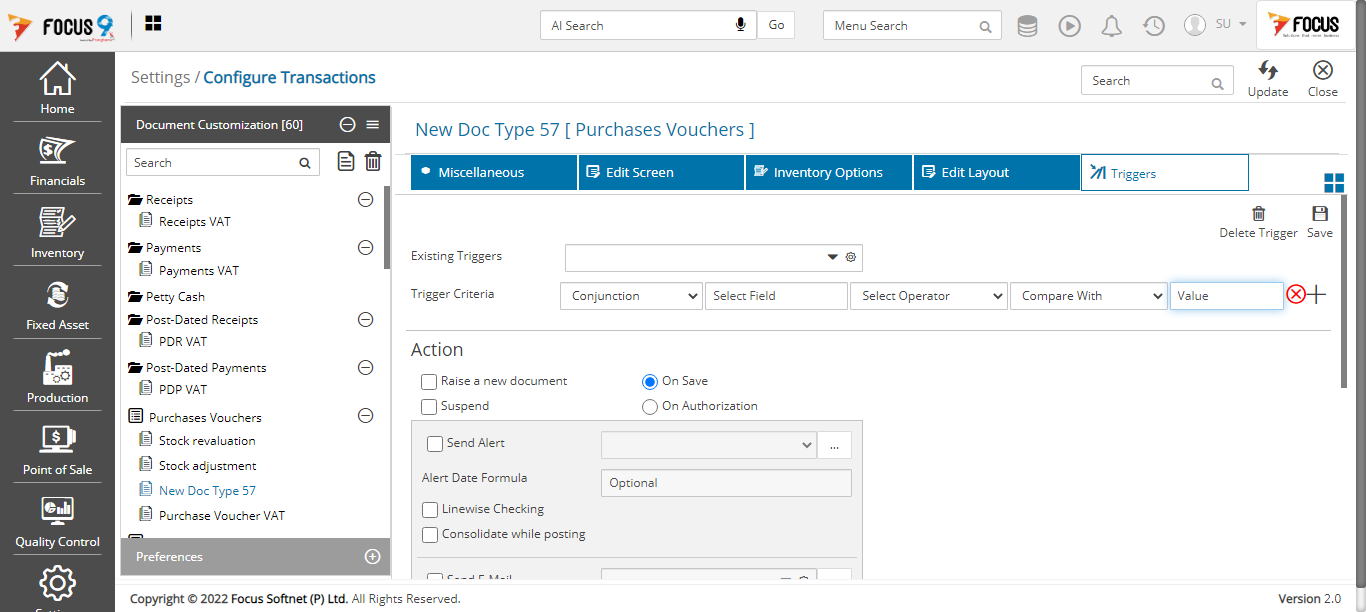 FOCUS 9
AI Search
Go
Menu Search
SU
FOCUS
Home
Financials
Inventory
Fixed Asset
Production
Point of Sale
Quality Control
Settings / Configure Transactions
Search
Update
Close
Document Customization [60]
Search
Receipts
Receipts VAT
Payments
Payments VAT
Petty Cash
Post-Dated Receipts
PDR VAT
Post-Dated Payments
PDP VAT
Purchases Vouchers
Stock revaluation
Stock adjustment
New Doc Type 57
Purchase Voucher VAT
Preferences
New Doc Type 57 [ Purchases Vouchers ]
Miscellaneous
Edit Screen
Inventory Options
Edit Layout
Triggers
Delete Trigger
Save
Existing Triggers
Trigger Criteria
Conjunction
Select Field
Select Operator
Compare With
Value
Action
Raise a new document
On Save
Suspend
On Authorization
Send Alert
...
Alert Date Formula
Optional
Linewise Checking
Consolidate while posting
Send E-Mail
Copyright © 2022 Focus Softnet (P) Ltd. All Rights Reserved.
Version 2.0